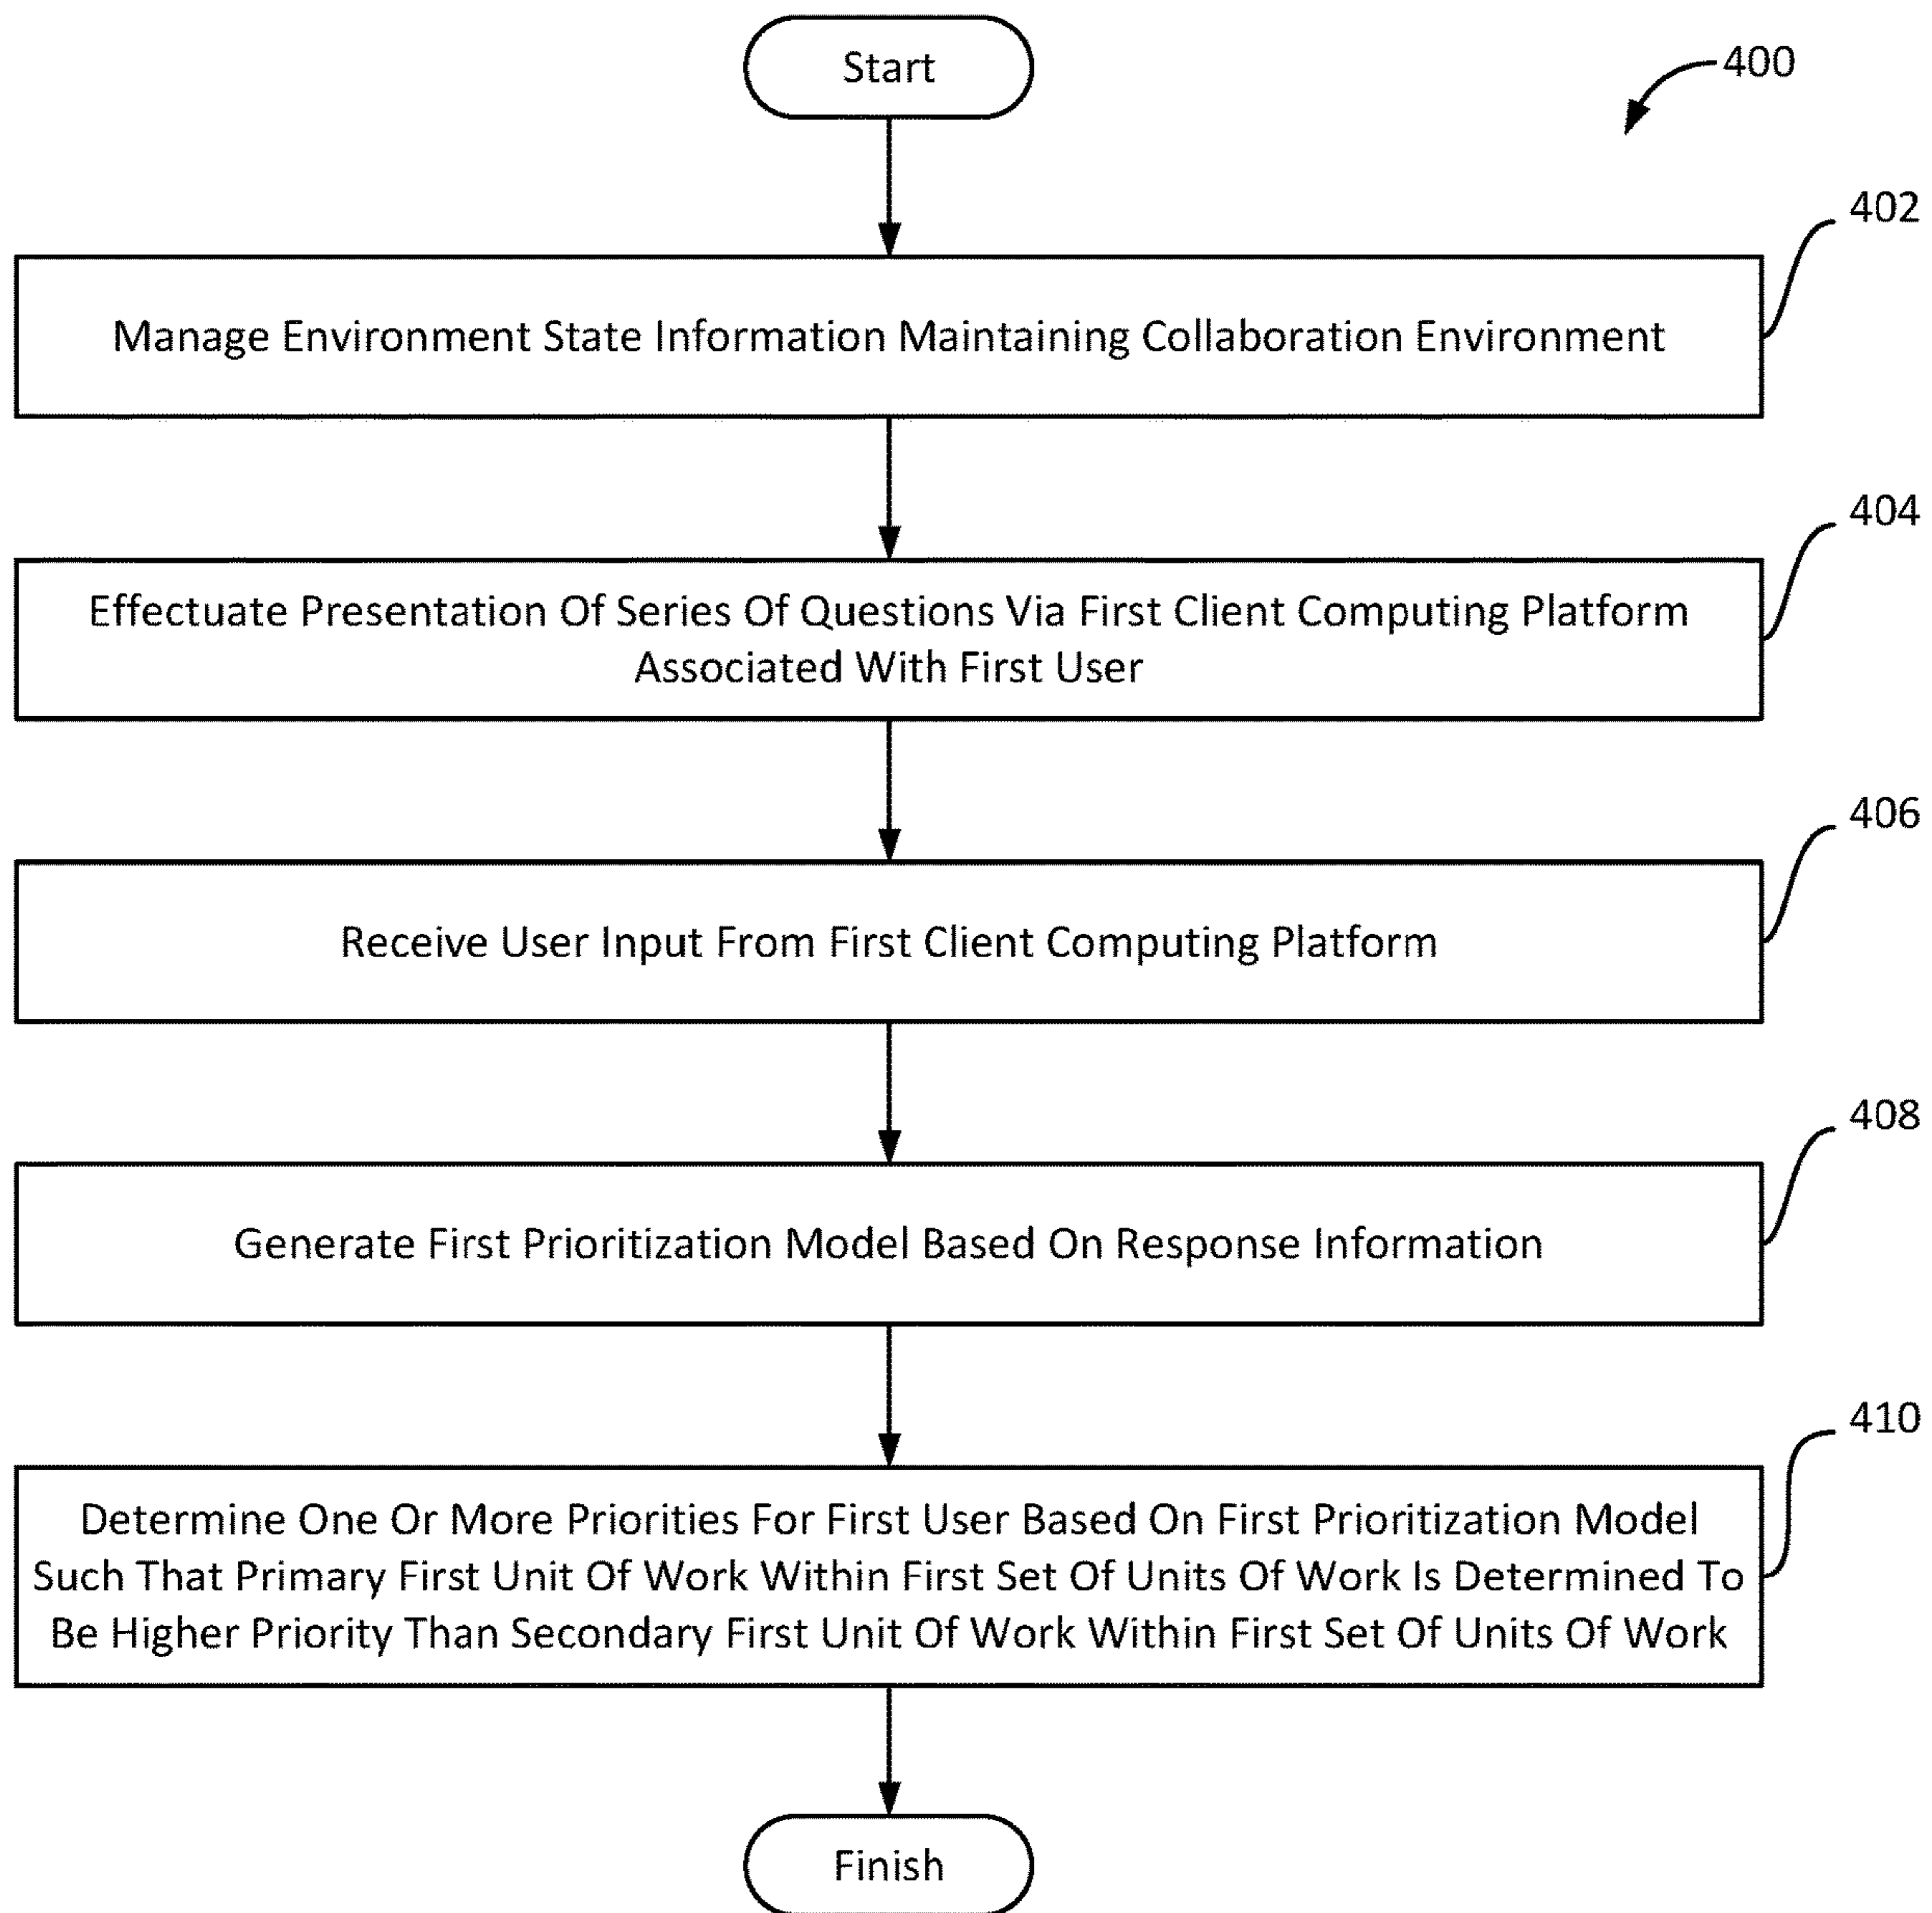 Start
400
402
Manage Environment State Information Maintaining Collaboration Environment
404
Effectuate Presentation Of Series Of Questions Via First Client Computing Platform
Associated With First User
406
Receive User Input From First Client Computing Platform
408
Generate First Prioritization Model Based On Response Information
410
Determine One Or More Priorities For First User Based On First Prioritization Model
Such That Primary First Unit Of Work Within First Set Of Units Of Work Is Determined To
Be Higher Priority Than Secondary First Unit Of Work Within First Set Of Units Of Work
Finish